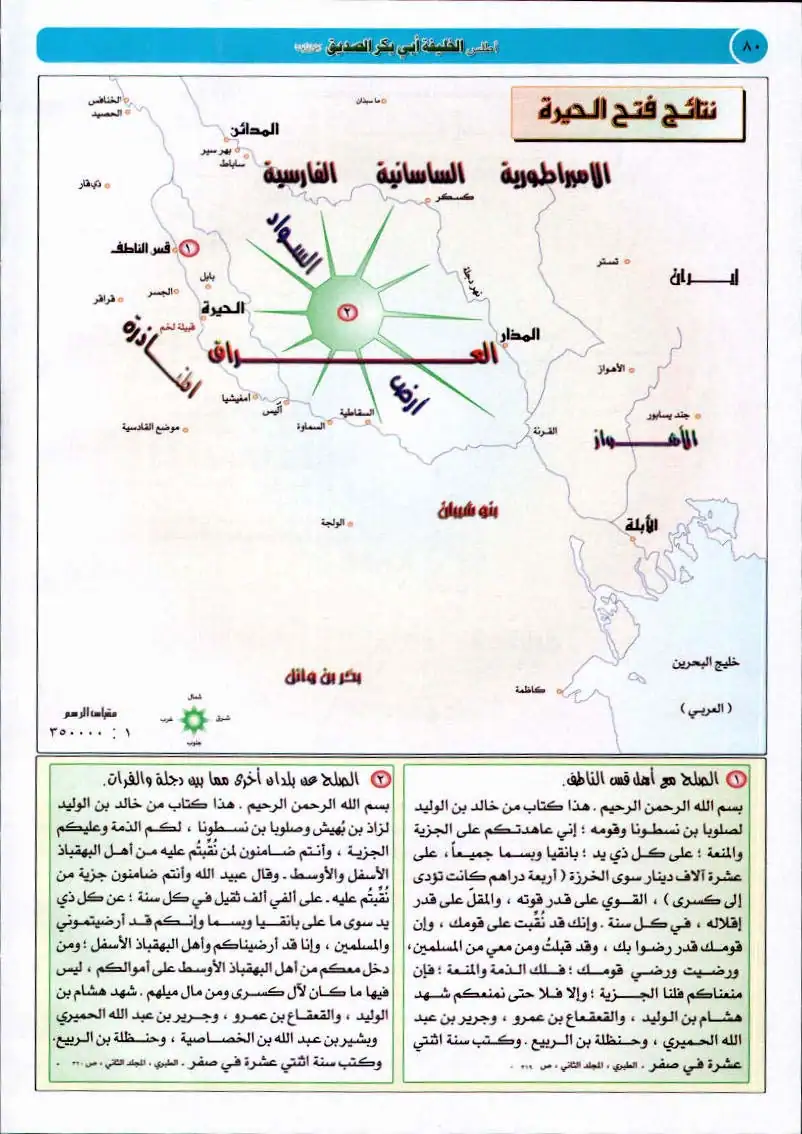 ٨٠
أطلس الخليفة أبي بكر الصديق
نتائج فتح الحيرة
الخنافس
الحصيد
ماسبذان
المدائن
بهرسير
ساباط
الامبراطورية الساسانية الفارسية
ذي قار
كسكر
السواد
قس الناطف ١
تستر
إيران
بابل
نهر دجلة
الجسر
قراقر
الحيرة
٢
قبيلة لخم
المناذرة
المذار
العراق
الأهواز
أرض
أمغيشيا
أليس
السقاطية
السماوة
موضع القادسية
جند يسابور
القرنة
الأهواز
بنو شيبان
الولجة
الأبلة
خليج البحرين
(العربي)
بكر بن وائل
كاظمة
شمال
شرق
غرب
جنوب
مقياس الرسم
١ : ٣٥٠٠٠٠٠
١ الصلح مع أهل قس الناطف.
بسم الله الرحمن الرحيم . هذا كتاب من خالد بن الوليد
لصلوبا بن نسطونا وقومه ؛ إني عاهدتكم على الجزية
والمنعة ؛ على كل ذي يد ؛ بانقيا وبسما جميعاً ، على
عشرة آلاف دينار سوى الخرزة ( أربعة دراهم كانت تؤدى
إلى كسرى ) ، القوي على قدر قوته ، والمقلّ على قدر
إقلاله ، في كل سنة . وإنك قد نُقِّبت على قومك ، وإن
قومك قدر رضوا بك ، وقد قبلتُ ومن معي من المسلمين،
ورضيت ورضي قومك ؛ فلك الذمة والمنعة ؛ فإن
منعناكم فلنا الجزية ؛ وإلا فلا حتى نمنعكم شهد
هشام بن الوليد ، والقعقعاع بن عمرو ، وجرير بن عبد
الله الحميري ، وحنظلة بن الربيع . وكتب سنة اثنتي
عشرة في صفر . الطبري ، المجلد الثاني ، ص ٣١٩ .
٢ الصلح عن بلدان أخرى مما بين دجلة والفرات.
بسم الله الرحمن الرحيم . هذا كتاب من خالد بن الوليد
لزاذ بن بُهيش وصلوبا بن نسطونا ، لكم الذمة وعليكم
الجزية ، وأنتم ضامنون لمن نُقِّبتُم عليه من أهل البهقباذ
الأسفل والأوسط . وقال عبيد الله وأنتم ضامنون جزية من
نُقِّبتُم عليه - على ألفي ألف ثقيل في كل سنة ؛ عن كل ذي
يد سوى ما على بانقيا وبسما وإنكم قد أرضيتموني
والمسلمين ، وإنا قد أرضيناكم وأهل البهقباذ الأسفل ؛ ومن
دخل معكم من أهل البهقباذ الأوسط على أموالكم ، ليس
فيها ما كان لآل كسرى ومن مال ميلهم . شهد هشام بن
الوليد ، والقعقاع بن عمرو ، وجرير بن عبد الله الحميري
وبشير بن عبد الله بن الخصاصية ، وحنظلة بن الربيع.
وكتب سنة اثنتي عشرة في صفر . الطبري ، المجلد الثاني ، ص ٣٢٠ .